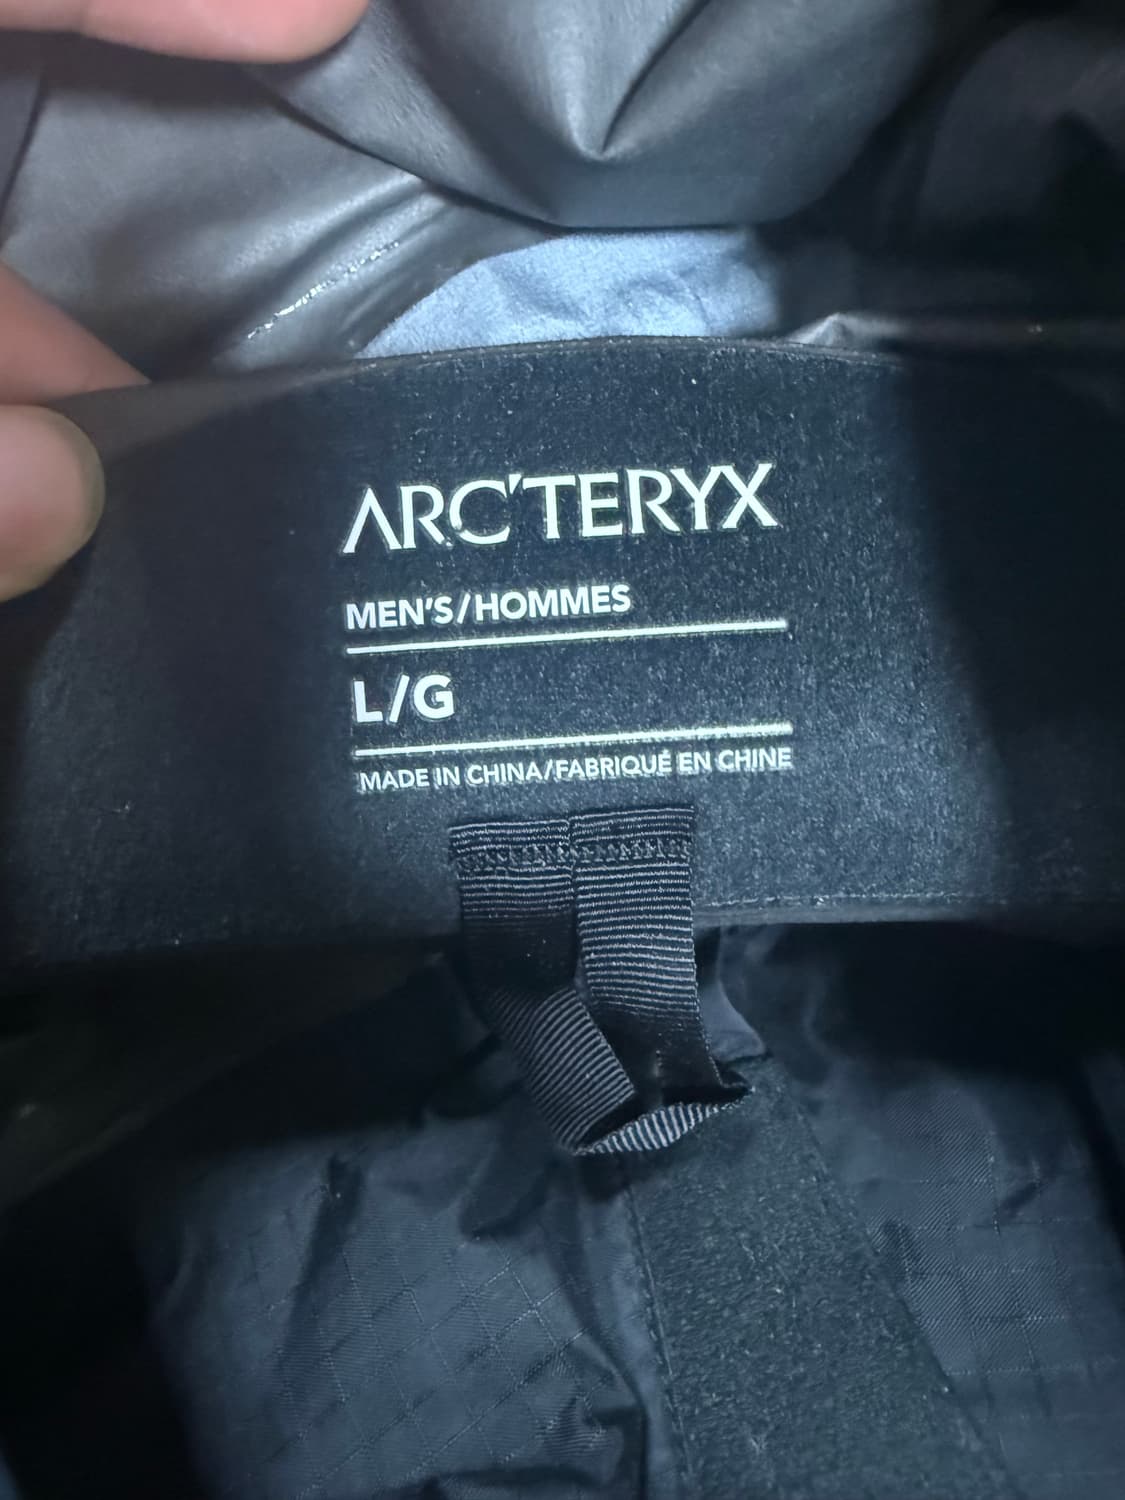 ARC'TERYX
MEN'S/HOMMES
L/G
MADE IN CHINA/FABRIQUÉ EN CHINE